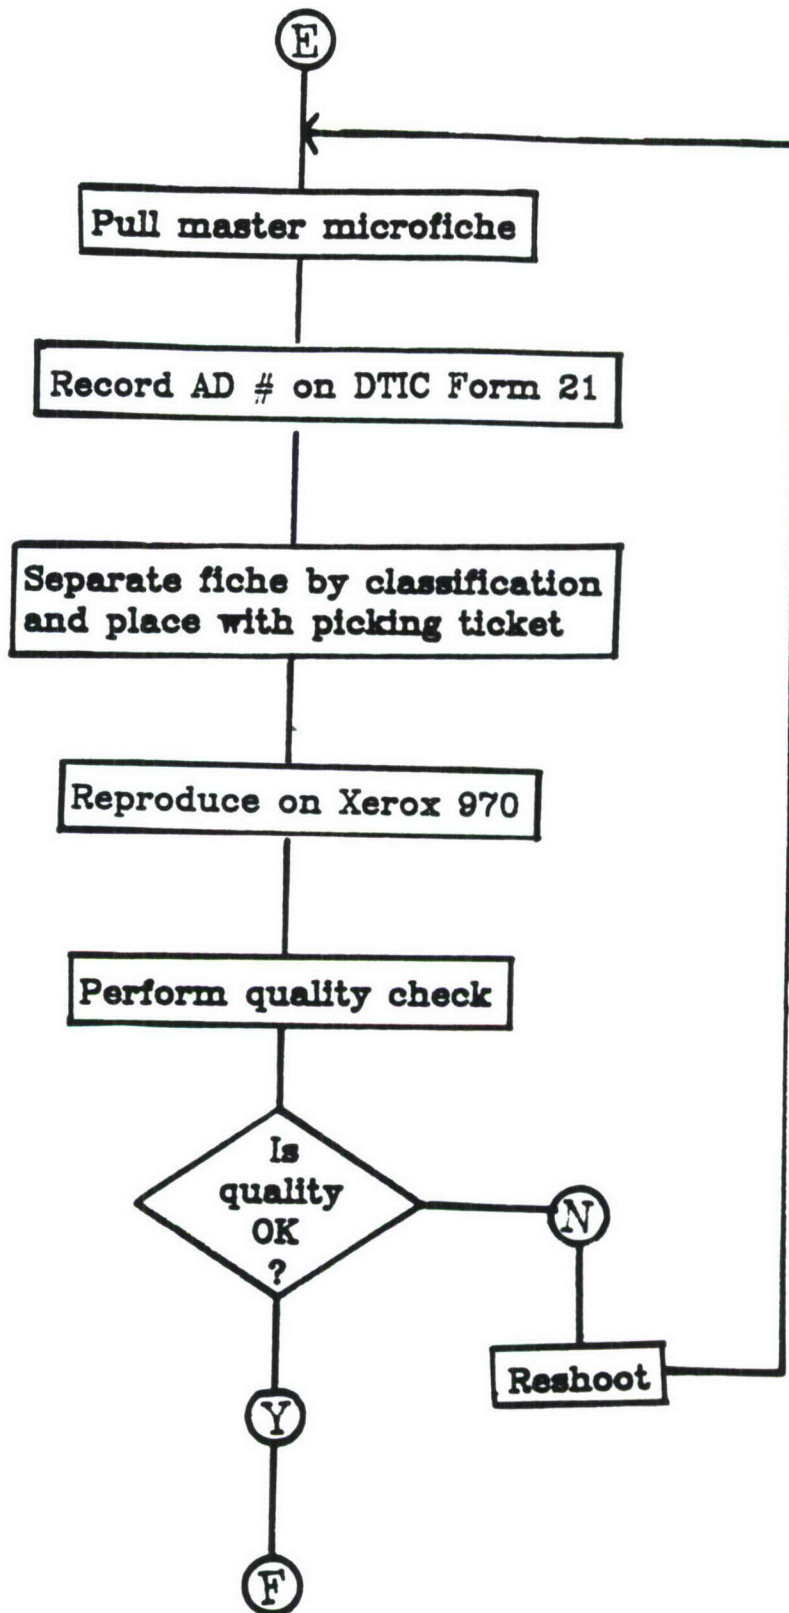 E
Pull master microfiche
Record AD # on DTIC Form 21
Separate fiche by classification
and place with picking ticket
Reproduce on Xerox 970
Perform quality check
Is
quality
OK
?
N
Reshoot
Y
F